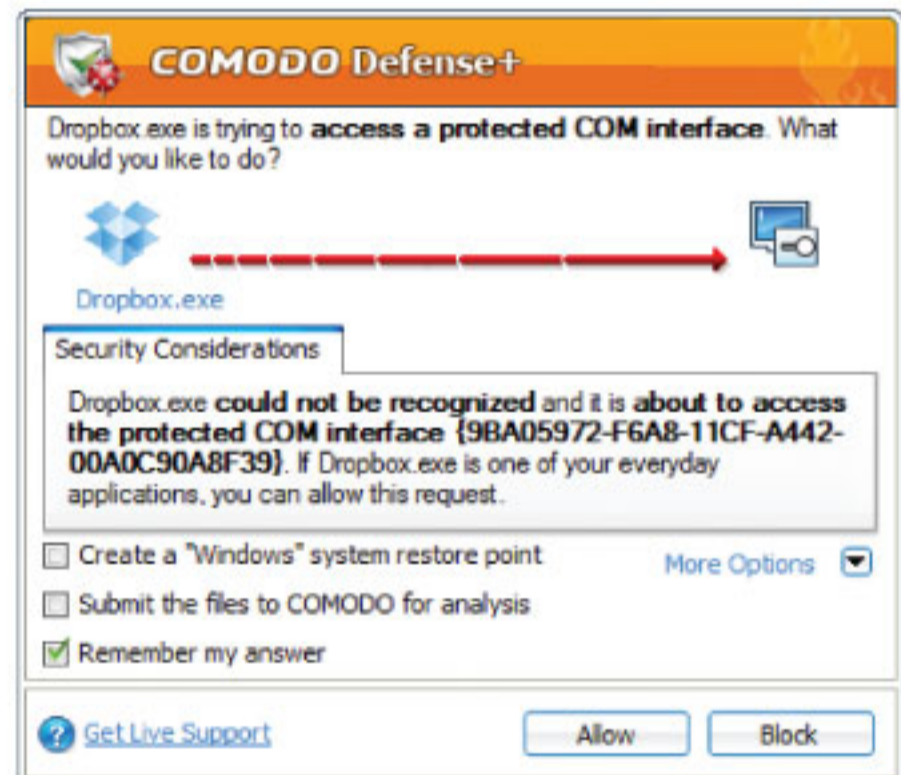 COMODO Defense+
Dropbox.exe is trying to access a protected COM interface. What
would you like to do?
Dropbox.exe
Security Considerations
Dropbox.exe could not be recognized and it is about to access
the protected COM interface {9BA05972-F6A8-11CF-A442-
00A0C90A8F39}. If Dropbox.exe is one of your everyday
applications, you can allow this request.
Create a "Windows" system restore point
More Options
Submit the files to COMODO for analysis
Remember my answer
Get Live Support
Allow
Block